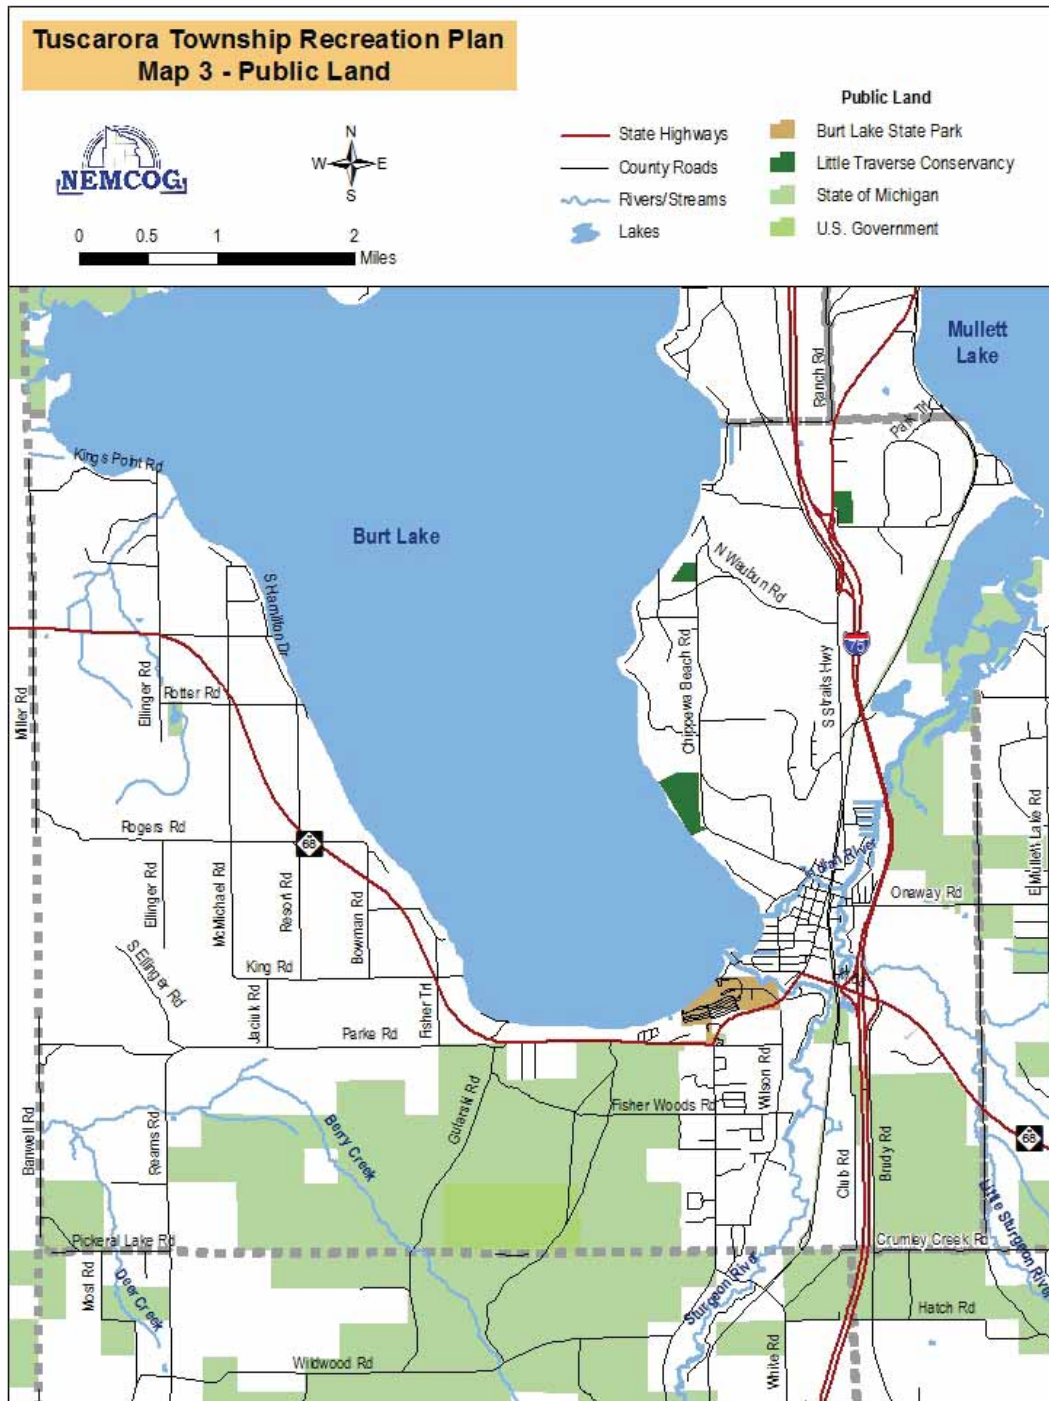 Tuscarora Township Recreation Plan
Map 3 - Public Land
NEMCOG
N
W E
S
0 0.5 1 2
Miles
State Highways
County Roads
Rivers/Streams
Lakes
Public Land
Burt Lake State Park
Little Traverse Conservancy
State of Michigan
U.S. Government
Mullett
Lake
Ranch Rd
Park Trl
Kings Point Rd
Burt Lake
N Waubun Rd
S Hamilton Dr
75
Chippewa Beach Rd
S Straits Hwy
Miller Rd
Ellinger Rd
Rotter Rd
Rogers Rd
68
E Mullett Lake Rd
Indian River
Onaway Rd
Ellinger Rd
McMichael Rd
Resort Rd
Bowman Rd
S Ellinger Rd
King Rd
Jaciuk Rd
Fisher Trl
Parke Rd
Wilson Rd
Gularski Rd
Fisher Woods Rd
Banwell Rd
Reams Rd
Berry Creek
Club Rd
Brudy Rd
68
Little Sturgeon River
Pickeral Lake Rd
Crumley Creek Rd
Most Rd
Deer Creek
Sturgeon River
Hatch Rd
Wildwood Rd
White Rd